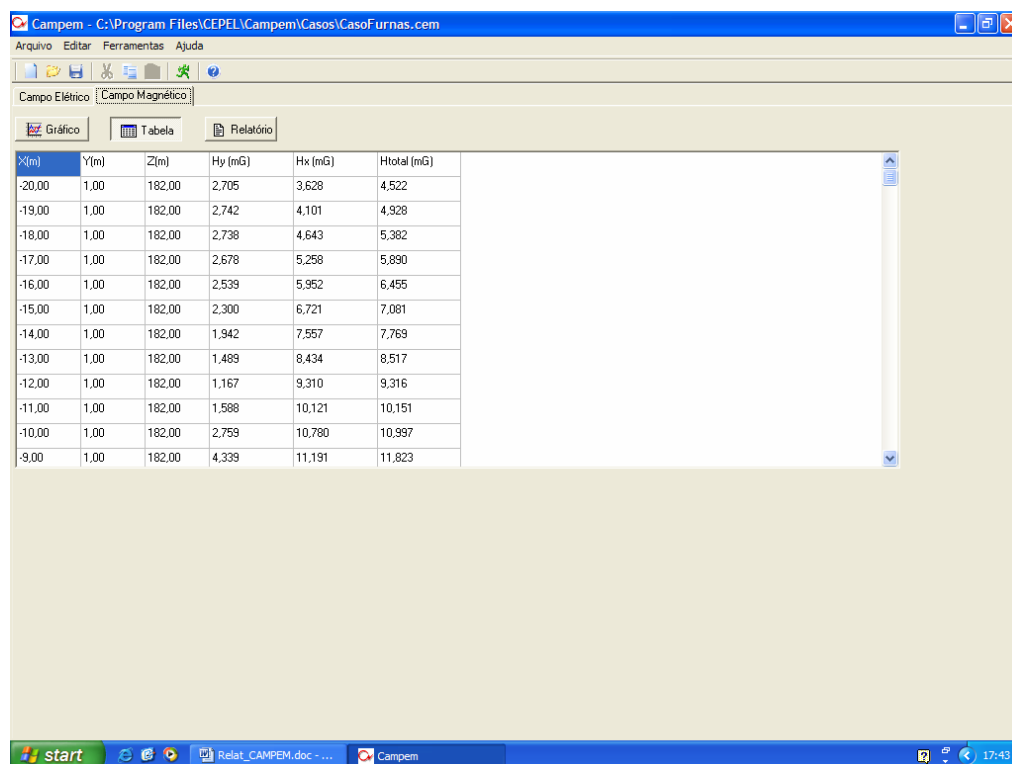 Campem - C:\Program Files\CEPEL\Campem\Casos\CasoFurnas.cem
Arquivo Editar Ferramentas Ajuda
Campo Elétrico Campo Magnético
Gráfico Tabela Relatório
X(m) Y(m) Z(m) Hy (mG) Hx (mG) Htotal (mG)
-20,00 1,00 182,00 2,705 3,628 4,522
-19,00 1,00 182,00 2,742 4,101 4,928
-18,00 1,00 182,00 2,738 4,643 5,382
-17,00 1,00 182,00 2,678 5,258 5,890
-16,00 1,00 182,00 2,539 5,952 6,455
-15,00 1,00 182,00 2,300 6,721 7,081
-14,00 1,00 182,00 1,942 7,557 7,769
-13,00 1,00 182,00 1,489 8,434 8,517
-12,00 1,00 182,00 1,167 9,310 9,316
-11,00 1,00 182,00 1,588 10,121 10,151
-10,00 1,00 182,00 2,759 10,780 10,997
-9,00 1,00 182,00 4,339 11,191 11,823
start Relat_CAMPEM.doc - ... Campem 17:43